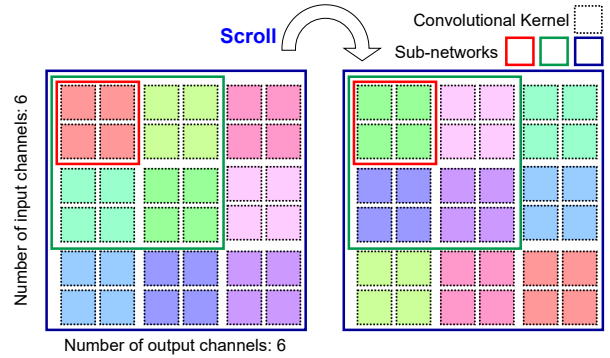 Scroll
Convolutional Kernel
Sub-networks
Number of input channels: 6
Number of output channels: 6